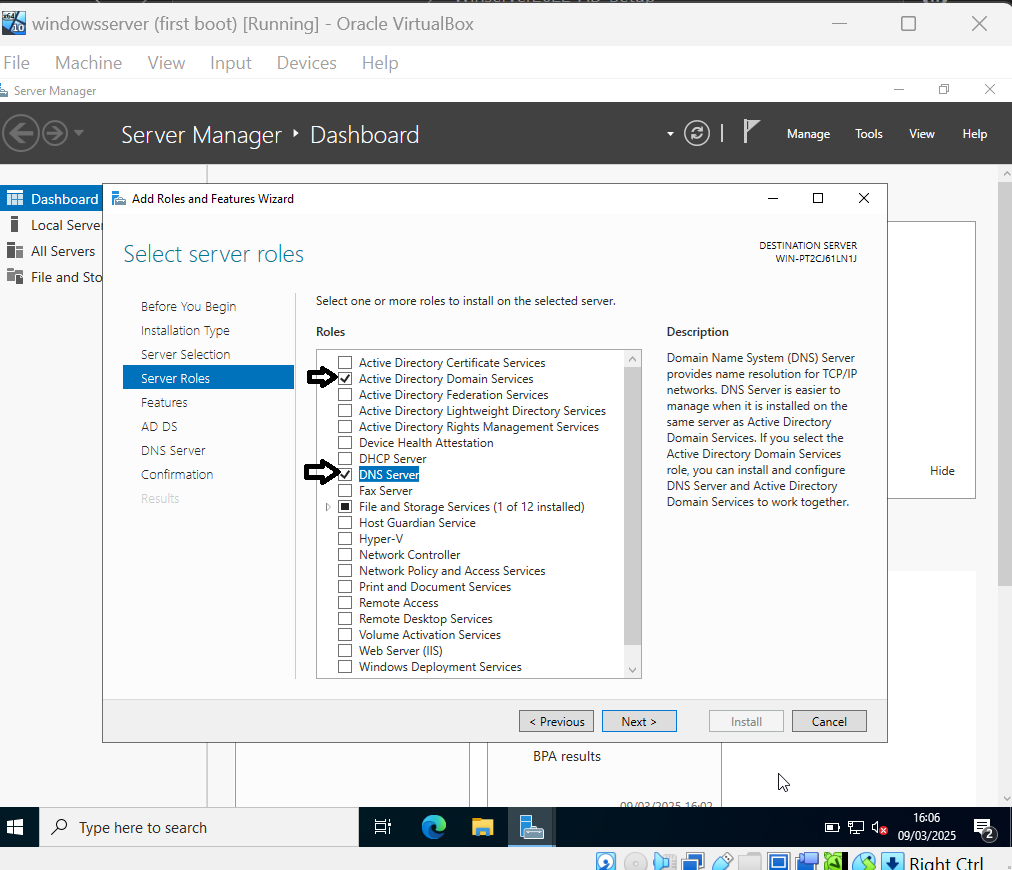 windowsserver (first boot) [Running] - Oracle VirtualBox
File Machine View Input Devices Help
Server Manager
Server Manager Dashboard
Manage Tools View Help
Dashboard
Local Server
All Servers
File and Sto
Add Roles and Features Wizard
Select server roles
DESTINATION SERVER
WIN-PT2CJ61LN1J
Before You Begin
Installation Type
Server Selection
Server Roles
Features
AD DS
DNS Server
Confirmation
Results
Select one or more roles to install on the selected server.
Roles
Active Directory Certificate Services
Active Directory Domain Services
Active Directory Federation Services
Active Directory Lightweight Directory Services
Active Directory Rights Management Services
Device Health Attestation
DHCP Server
DNS Server
Fax Server
File and Storage Services (1 of 12 installed)
Host Guardian Service
Hyper-V
Network Controller
Network Policy and Access Services
Print and Document Services
Remote Access
Remote Desktop Services
Volume Activation Services
Web Server (IIS)
Windows Deployment Services
Description
Domain Name System (DNS) Server
provides name resolution for TCP/IP
networks. DNS Server is easier to
manage when it is installed on the
same server as Active Directory
Domain Services. If you select the
Active Directory Domain Services
role, you can install and configure
DNS Server and Active Directory
Domain Services to work together.
Hide
< Previous Next > Install Cancel
BPA results
09/03/2025 16:02
Type here to search
16:06
09/03/2025
2
Right Ctrl